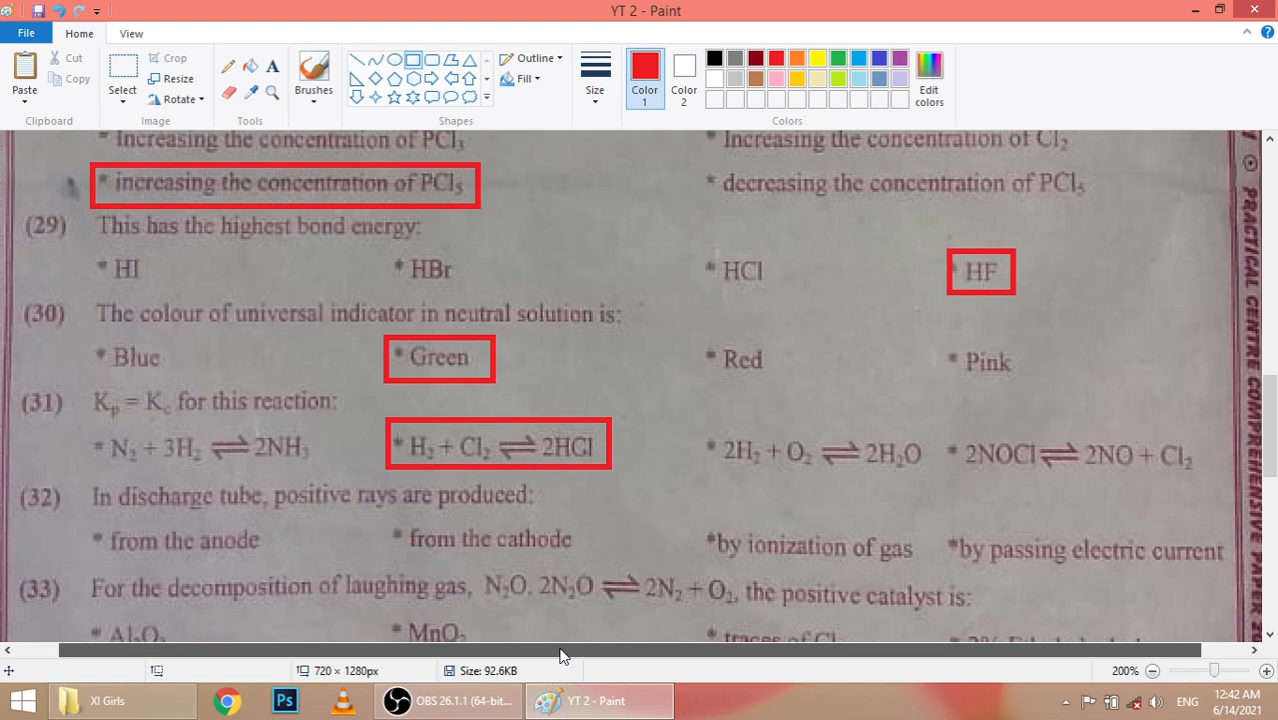 YT 2 - Paint
File Home View
Paste Cut Copy Clipboard
Select Crop Resize Rotate Image
Tools
Brushes
Outline Fill Shapes
Size
Color 1 Color 2 Edit colors Colors
* Increasing the concentration of PCl₃ * Increasing the concentration of Cl₂
* increasing the concentration of PCl₅ * decreasing the concentration of PCl₅
(29) This has the highest bond energy:
* HI * HBr * HCl * HF
(30) The colour of universal indicator in neutral solution is:
* Blue * Green * Red * Pink
(31) Kp = Kc for this reaction:
* N₂ + 3H₂ ⇌ 2NH₃ * H₂ + Cl₂ ⇌ 2HCl * 2H₂ + O₂ ⇌ 2H₂O * 2NOCl ⇌ 2NO + Cl₂
(32) In discharge tube, positive rays are produced:
* from the anode * from the cathode *by ionization of gas *by passing electric current
(33) For the decomposition of laughing gas, N₂O. 2N₂O ⇌ 2N₂ + O₂, the positive catalyst is:
* Al₂O₃ * MnO₂ * traces of Cl₂
PRACTICAL CENTRE COMPREHENSIVE PAPER
720 × 1280px Size: 92.6KB 200%
XI Girls Ps OBS 26.1.1 (64-bit... YT 2 - Paint ENG 12:42 AM
6/14/2021